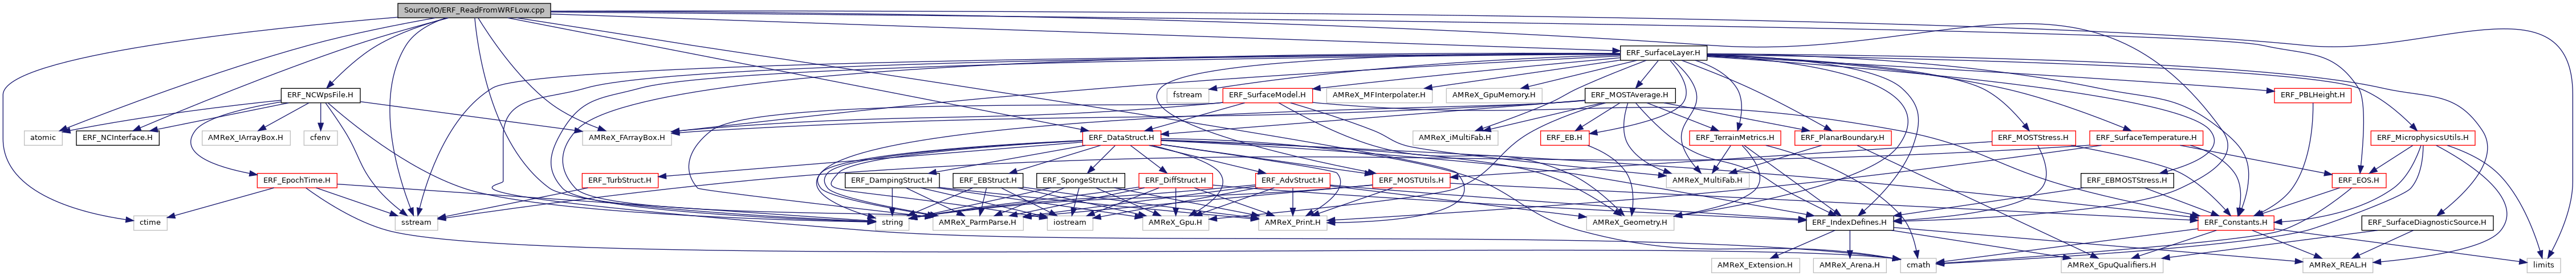 Source/IO/ERF_ReadFromWRFLow.cpp
ERF_SurfaceLayer.H
ERF_NCWpsFile.H
fstream
ERF_SurfaceModel.H
AMReX_MFInterpolater.H
AMReX_GpuMemory.H
ERF_MOSTAverage.H
ERF_PBLHeight.H
atomic
ERF_NCInterface.H
AMReX_IArrayBox.H
cfenv
AMReX_FArrayBox.H
ERF_DataStruct.H
AMReX_iMultiFab.H
ERF_EB.H
ERF_TerrainMetrics.H
ERF_PlanarBoundary.H
ERF_MOSTStress.H
ERF_SurfaceTemperature.H
ERF_MicrophysicsUtils.H
ERF_EpochTime.H
ERF_TurbStruct.H
ERF_DampingStruct.H
ERF_EBStruct.H
ERF_SpongeStruct.H
ERF_DiffStruct.H
ERF_AdvStruct.H
ERF_MOSTUtils.H
AMReX_MultiFab.H
ERF_EBMOSTStress.H
ERF_EOS.H
ctime
sstream
string
AMReX_ParmParse.H
iostream
AMReX_Gpu.H
AMReX_Print.H
AMReX_Geometry.H
ERF_IndexDefines.H
ERF_Constants.H
ERF_SurfaceDiagnosticSource.H
AMReX_Extension.H
AMReX_Arena.H
cmath
AMReX_GpuQualifiers.H
AMReX_REAL.H
limits